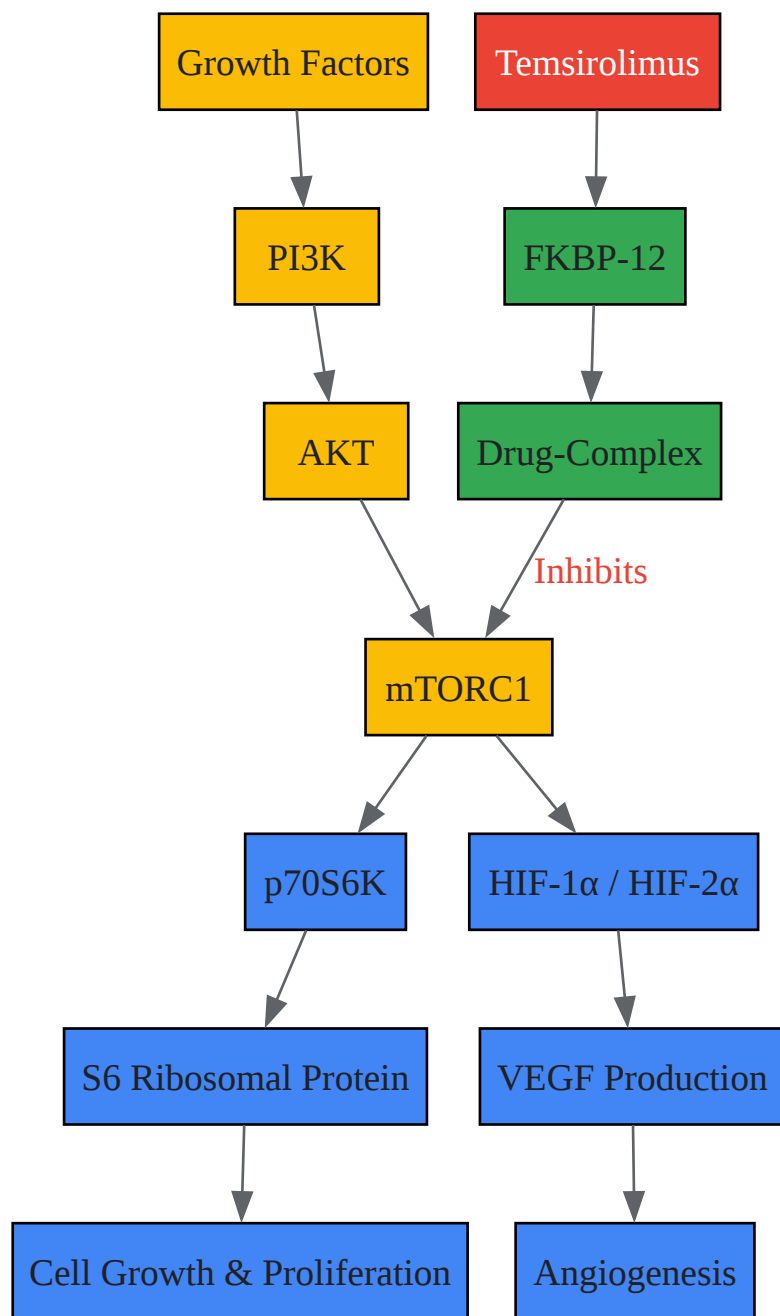 Growth Factors
Temsirolimus
PI3K
FKBP-12
AKT
Drug-Complex
Inhibits
mTORC1
p70S6K
HIF-1α / HIF-2α
S6 Ribosomal Protein
VEGF Production
Cell Growth & Proliferation
Angiogenesis